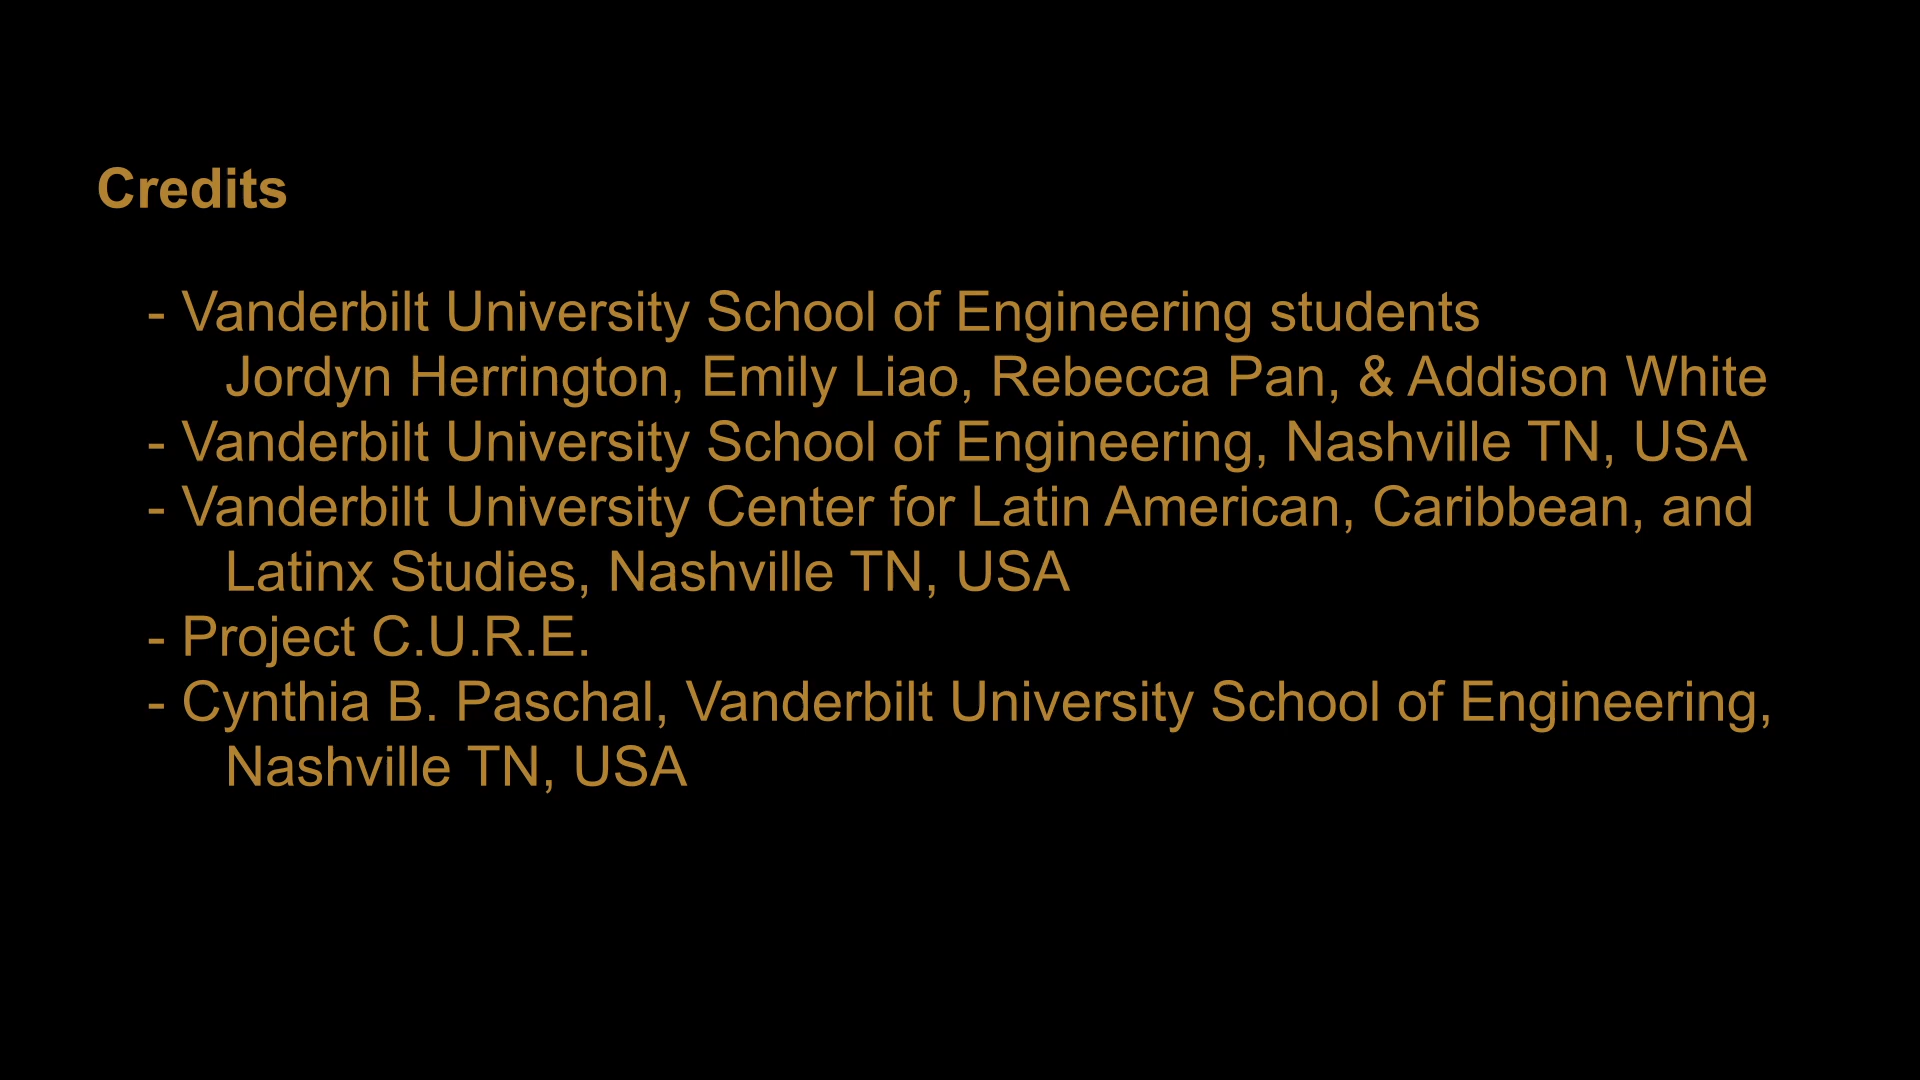 Credits
- Vanderbilt University School of Engineering students
Jordyn Herrington, Emily Liao, Rebecca Pan, & Addison White
- Vanderbilt University School of Engineering, Nashville TN, USA
- Vanderbilt University Center for Latin American, Caribbean, and
Latinx Studies, Nashville TN, USA
- Project C.U.R.E.
- Cynthia B. Paschal, Vanderbilt University School of Engineering,
Nashville TN, USA